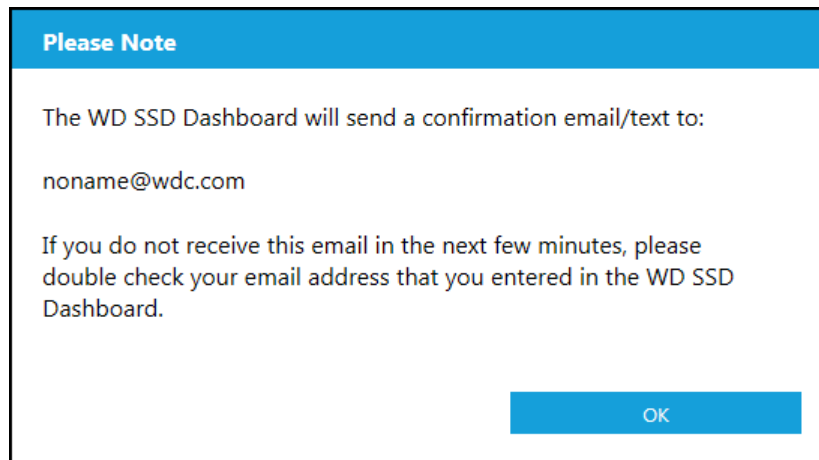 Please Note
The WD SSD Dashboard will send a confirmation email/text to:
noname@wdc.com
If you do not receive this email in the next few minutes, please
double check your email address that you entered in the WD SSD
Dashboard.
OK